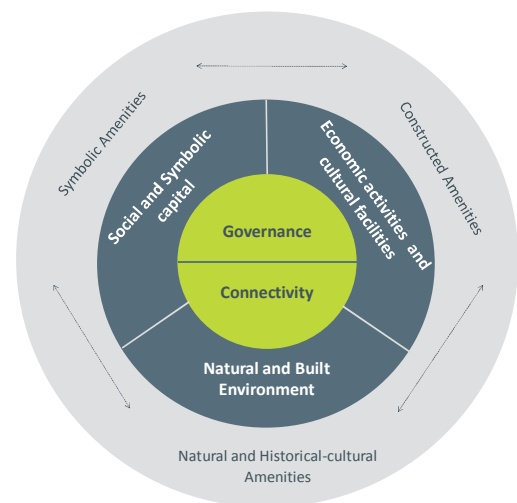 Symbolic Amenities
Constructed Amenities
Social and Symbolic
capital
Economic activities and
cultural facilities
Governance
Connectivity
Natural and Built
Environment
Natural and Historical-cultural
Amenities